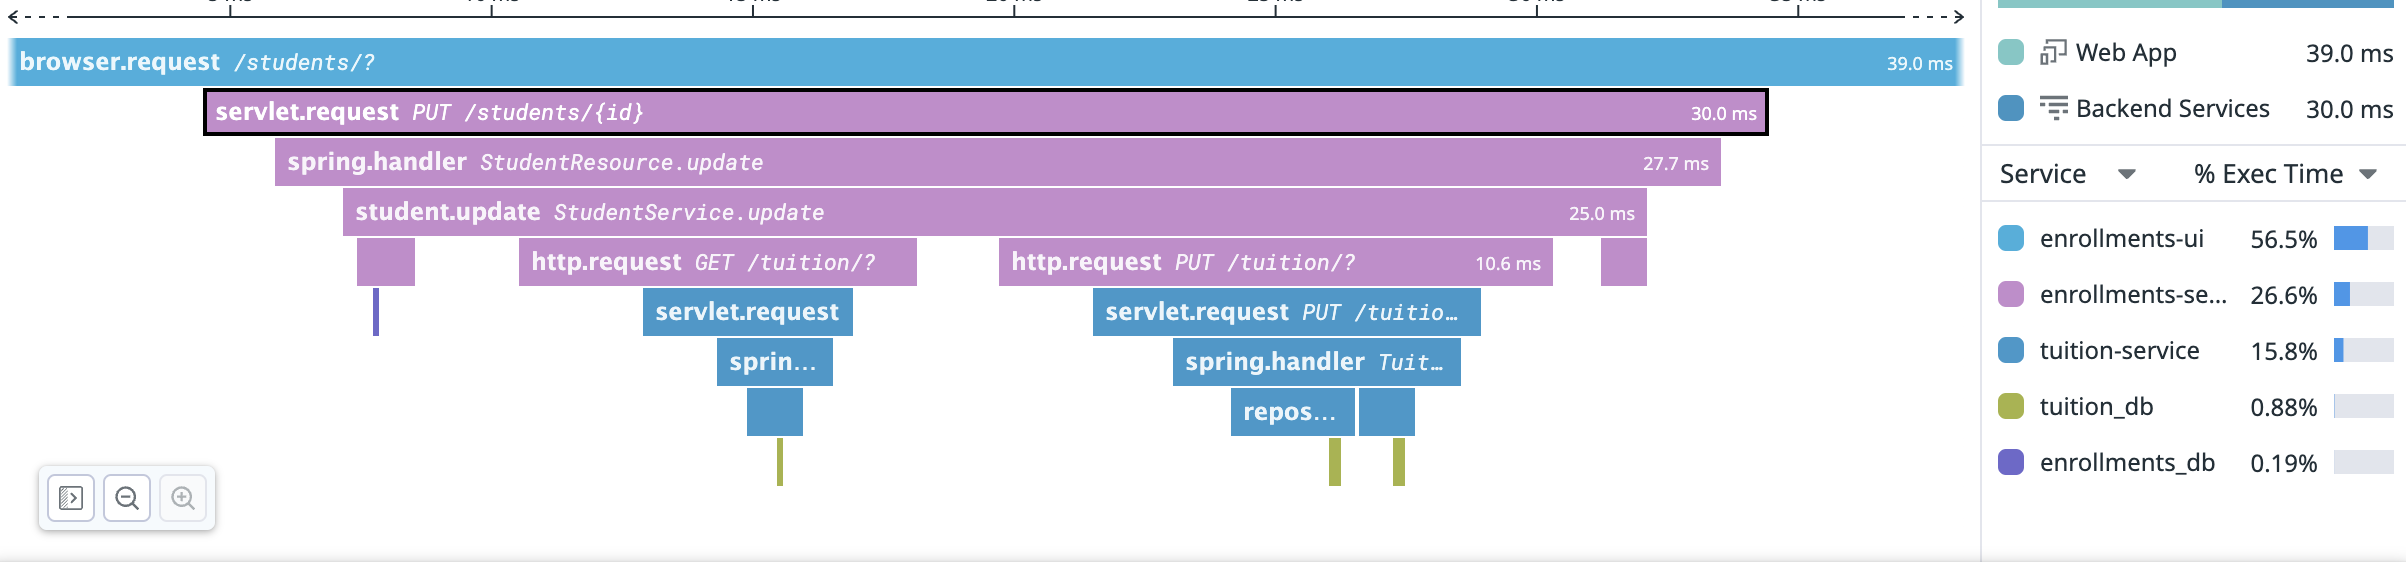 browser.request /students/? 39.0 ms
servlet.request PUT /students/{id} 30.0 ms
spring.handler StudentResource.update 27.7 ms
student.update StudentService.update 25.0 ms
http.request GET /tuition/?
http.request PUT /tuition/? 10.6 ms
servlet.request
servlet.request PUT /tuitio…
sprin…
spring.handler Tuit…
repos…
Web App 39.0 ms
Backend Services 30.0 ms
Service % Exec Time
enrollments-ui 56.5%
enrollments-se... 26.6%
tuition-service 15.8%
tuition_db 0.88%
enrollments_db 0.19%